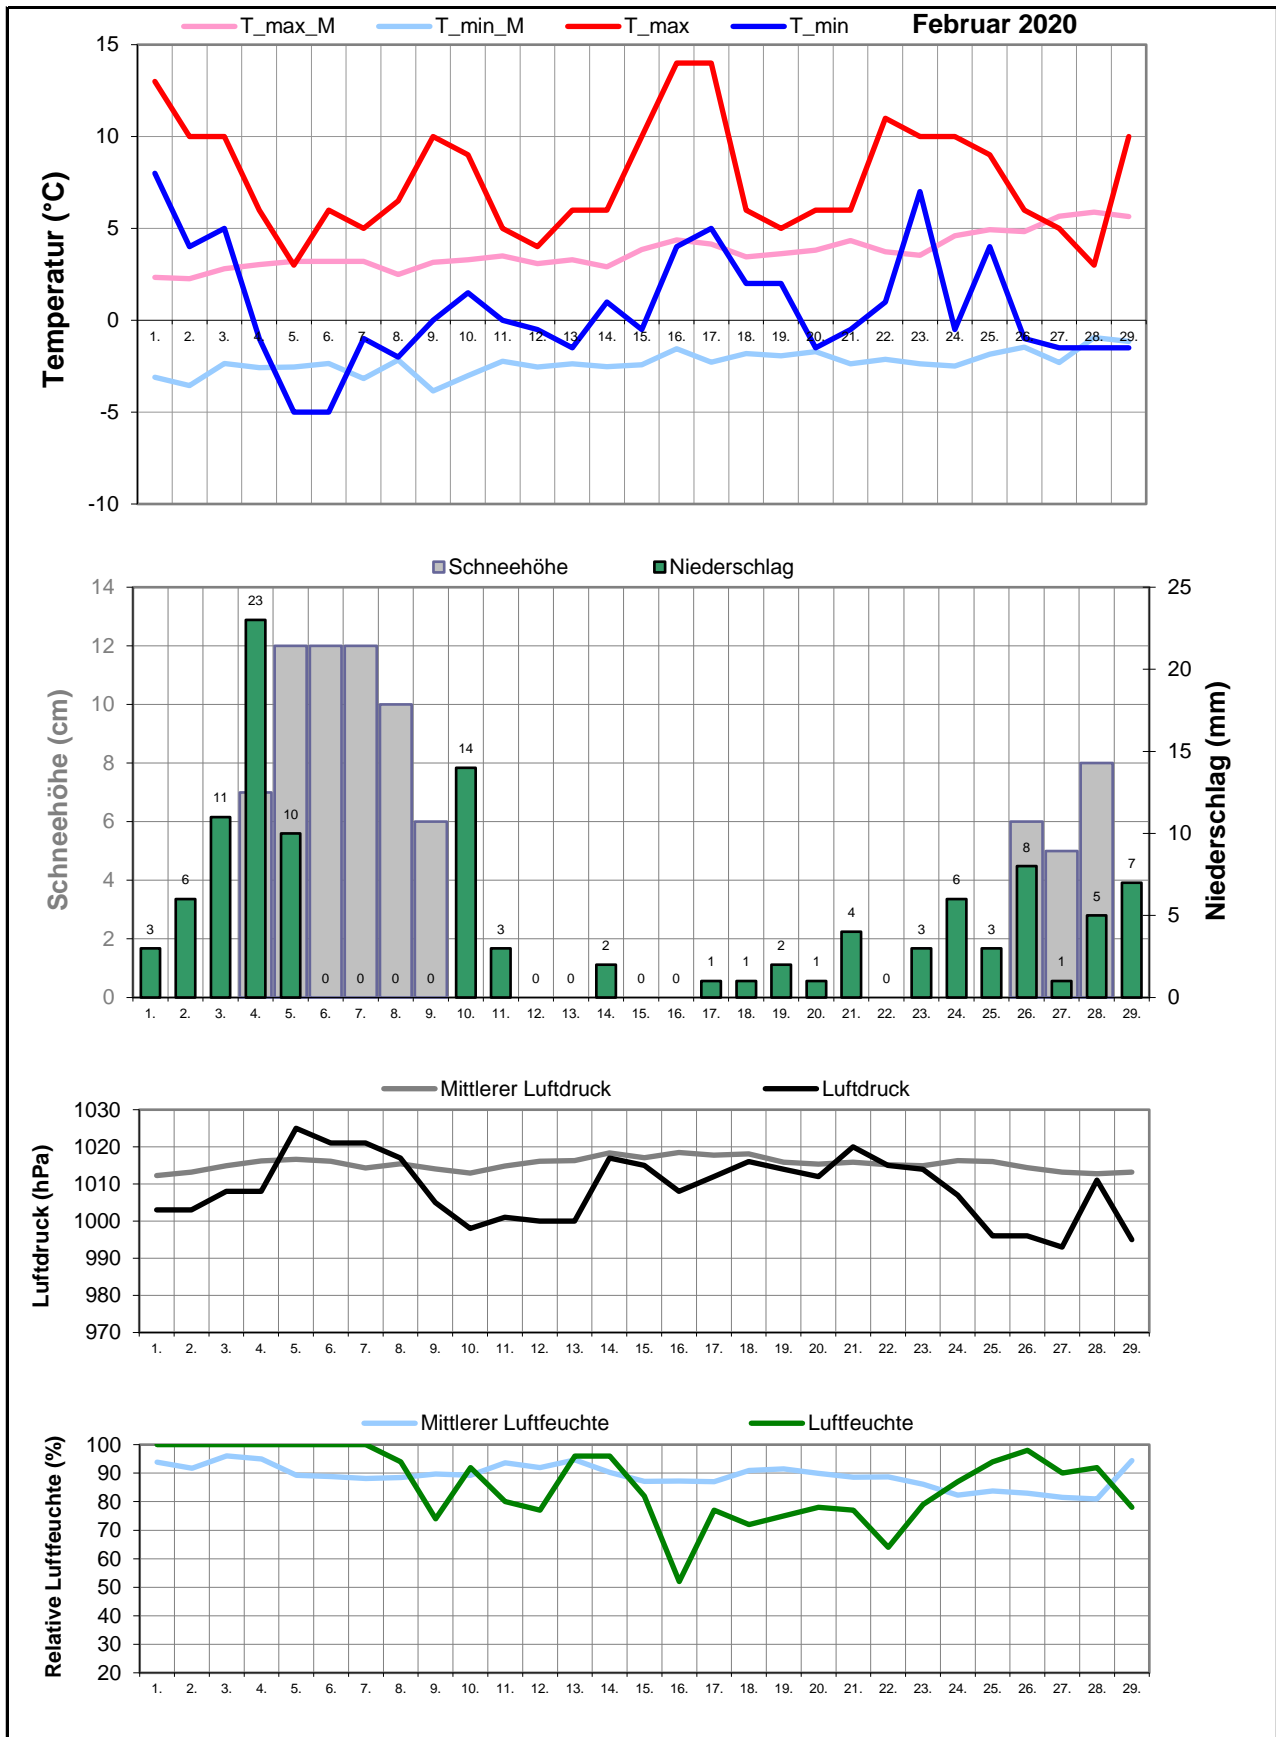 T_max_M T_min_M T_max T_min Februar 2020
Temperatur (°C)
15
10
5
0
-5
-10
1. 2. 3. 4. 5. 6. 7. 8. 9. 10. 11. 12. 13. 14. 15. 16. 17. 18. 19. 20. 21. 22. 23. 24. 25. 26. 27. 28. 29.
Schneehöhe Niederschlag
Schneehöhe (cm)
14
12
10
8
6
4
2
0
3 6 11 23 10 0 0 0 0 14 3 0 0 2 0 0 1 1 2 1 4 0 3 6 3 8 1 5 7
25
20
15
10
5
0
Niederschlag (mm)
1. 2. 3. 4. 5. 6. 7. 8. 9. 10. 11. 12. 13. 14. 15. 16. 17. 18. 19. 20. 21. 22. 23. 24. 25. 26. 27. 28. 29.
Mittlerer Luftdruck Luftdruck
Luftdruck (hPa)
1030
1020
1010
1000
990
980
970
1. 2. 3. 4. 5. 6. 7. 8. 9. 10. 11. 12. 13. 14. 15. 16. 17. 18. 19. 20. 21. 22. 23. 24. 25. 26. 27. 28. 29.
Mittlerer Luftfeuchte Luftfeuchte
Relative Luftfeuchte (%)
100
90
80
70
60
50
40
30
20
1. 2. 3. 4. 5. 6. 7. 8. 9. 10. 11. 12. 13. 14. 15. 16. 17. 18. 19. 20. 21. 22. 23. 24. 25. 26. 27. 28. 29.